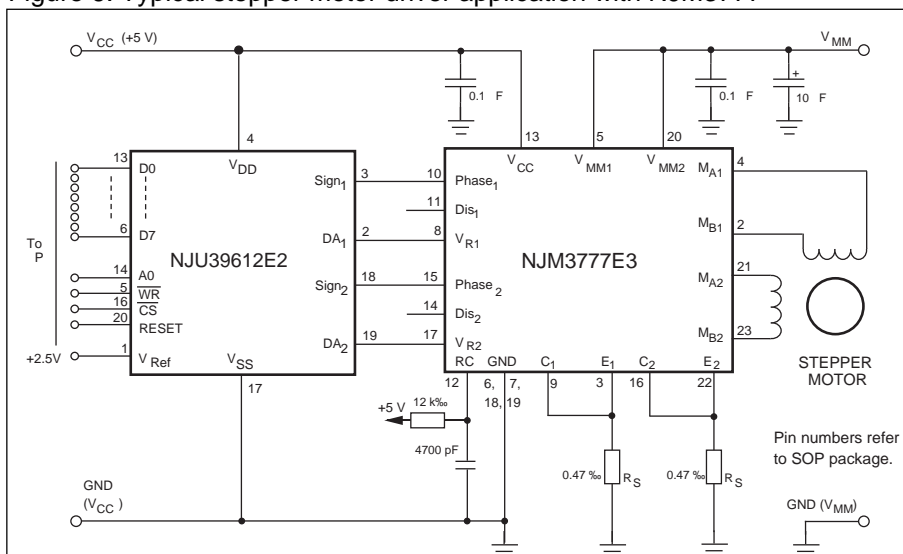 Figure 5. Typical stepper motor driver application with NJM3777
V CC (+5 V)
V MM
0.1 F
0.1 F
+
10 F
4
13
5
20
V DD
V CC
V MM1
V MM2
13
D0
6
D7
To
P
14
A0
5
WR
16
CS
20
RESET
+2.5V
1
V Ref
V SS
17
NJU39612E2
Sign 1
3
DA 1
2
Sign 2
18
DA 2
19
10
Phase 1
11
Dis 1
8
V R1
15
Phase 2
14
Dis 2
17
V R2
NJM3777E3
M A1
4
M B1
2
M A2
21
M B2
23
RC
GND
C 1
E 1
C 2
E 2
12
6,
7,
18,
19
9
3
16
22
STEPPER
MOTOR
+5 V
12 k‰
4700 pF
0.47 ‰
R S
0.47 ‰
R S
Pin numbers refer
to SOP package.
GND
(V CC )
GND (V MM )